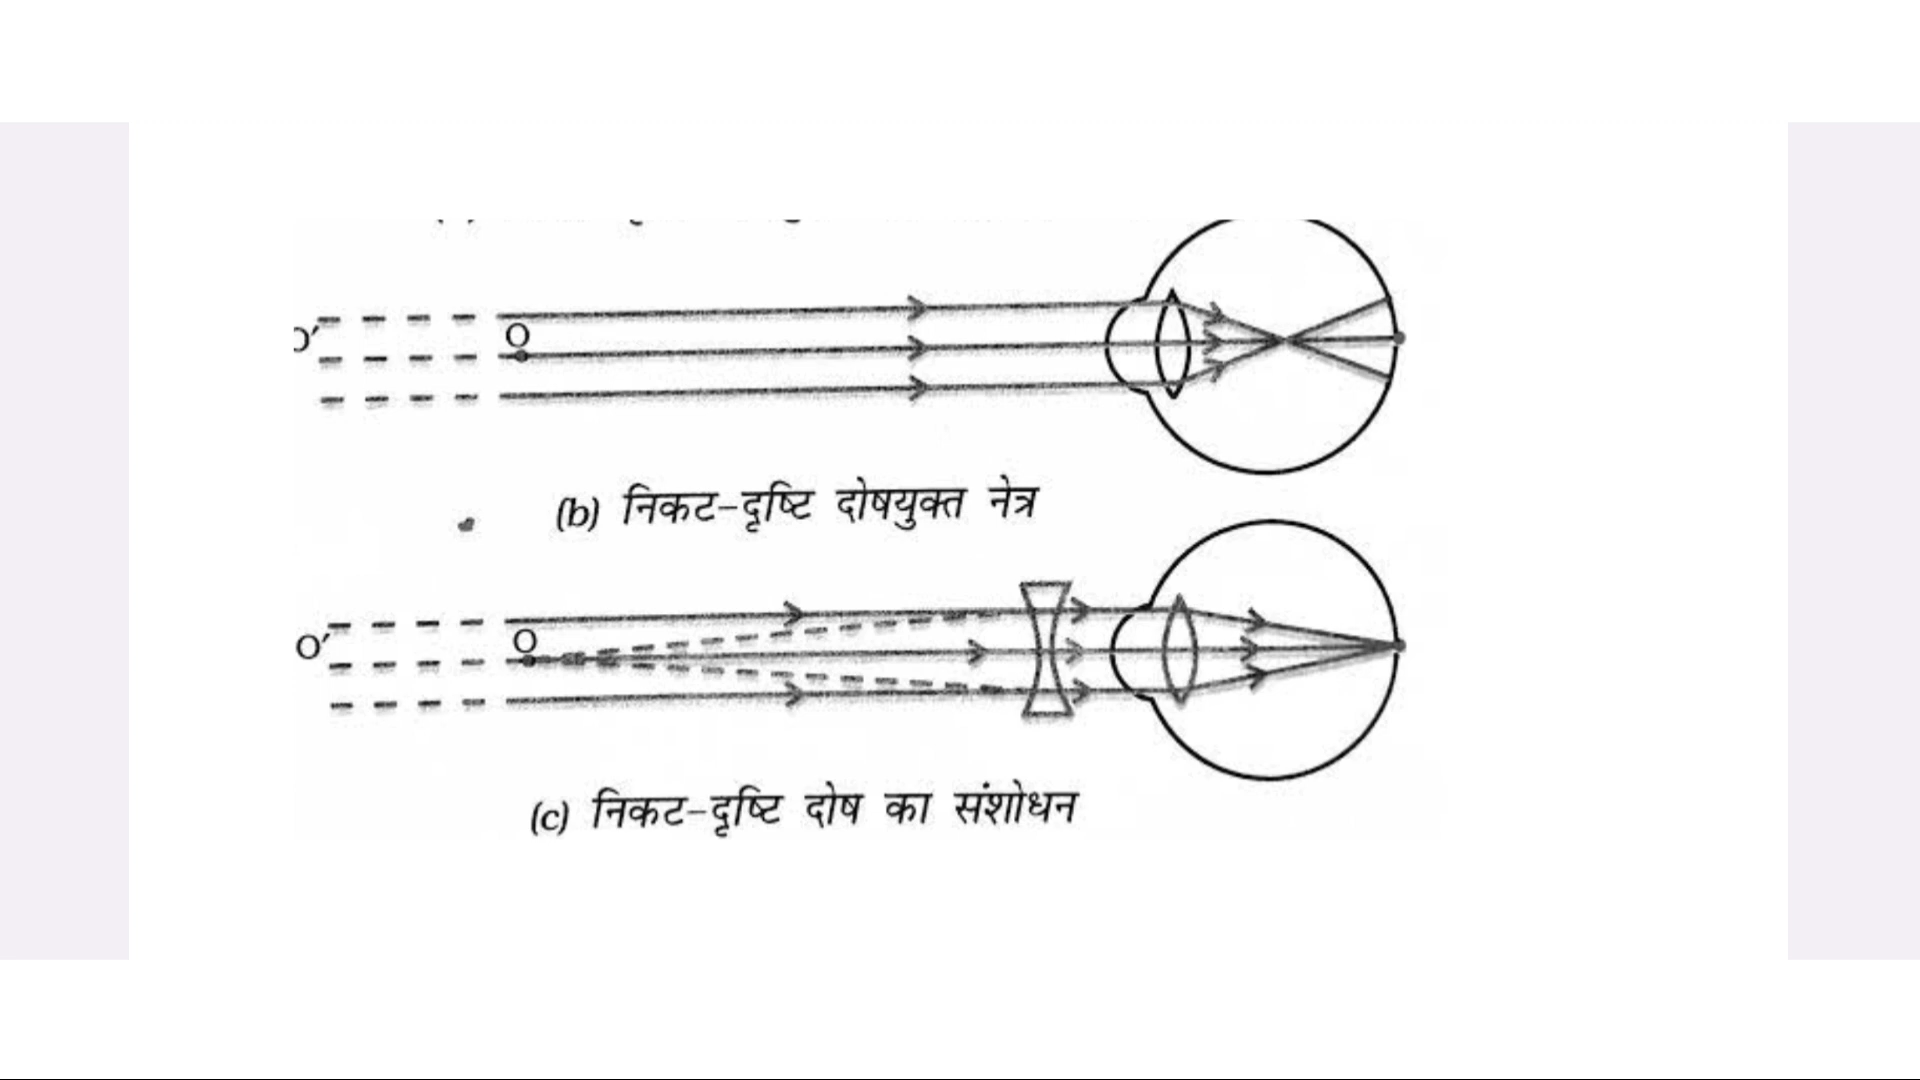 O′
O
(b) निकट-दृष्टि दोषयुक्त नेत्र
O′
O
(c) निकट-दृष्टि दोष का संशोधन